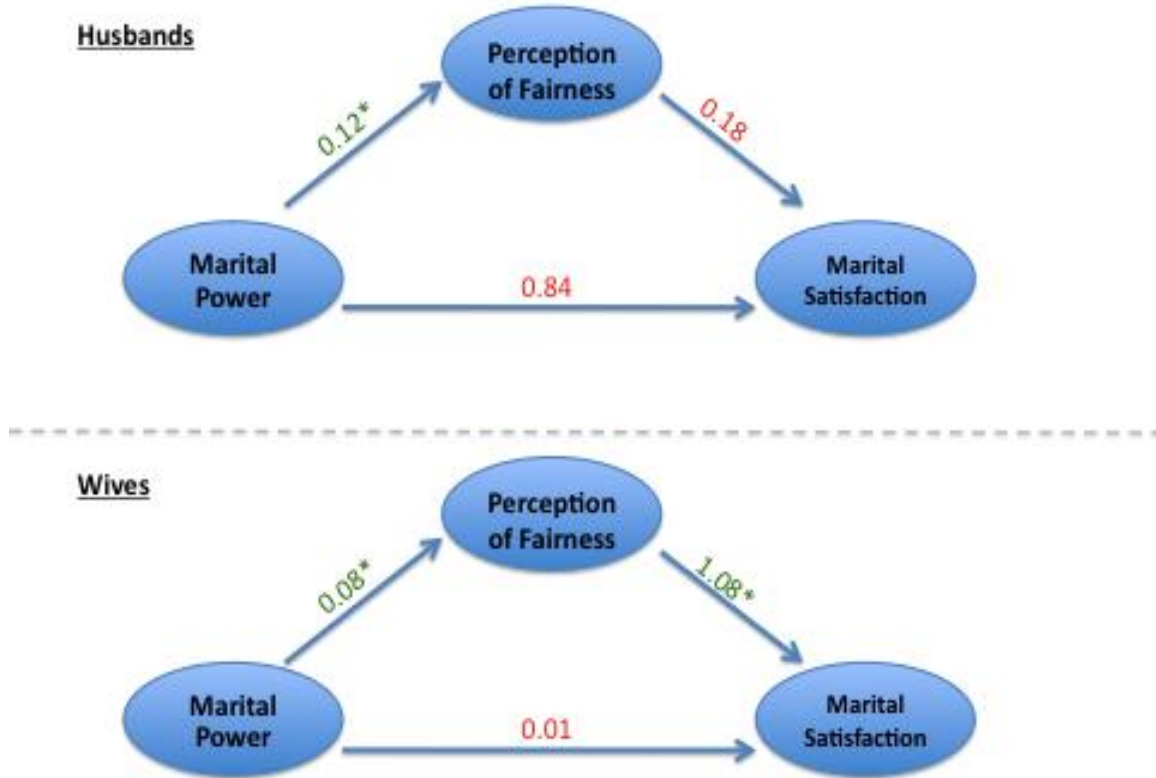 Husbands
Perception
of Fairness
0.12*
0.18
Marital
Power
0.84
Marital
Satisfaction
Wives
Perception
of Fairness
0.08*
1.08*
Marital
Power
0.01
Marital
Satisfaction